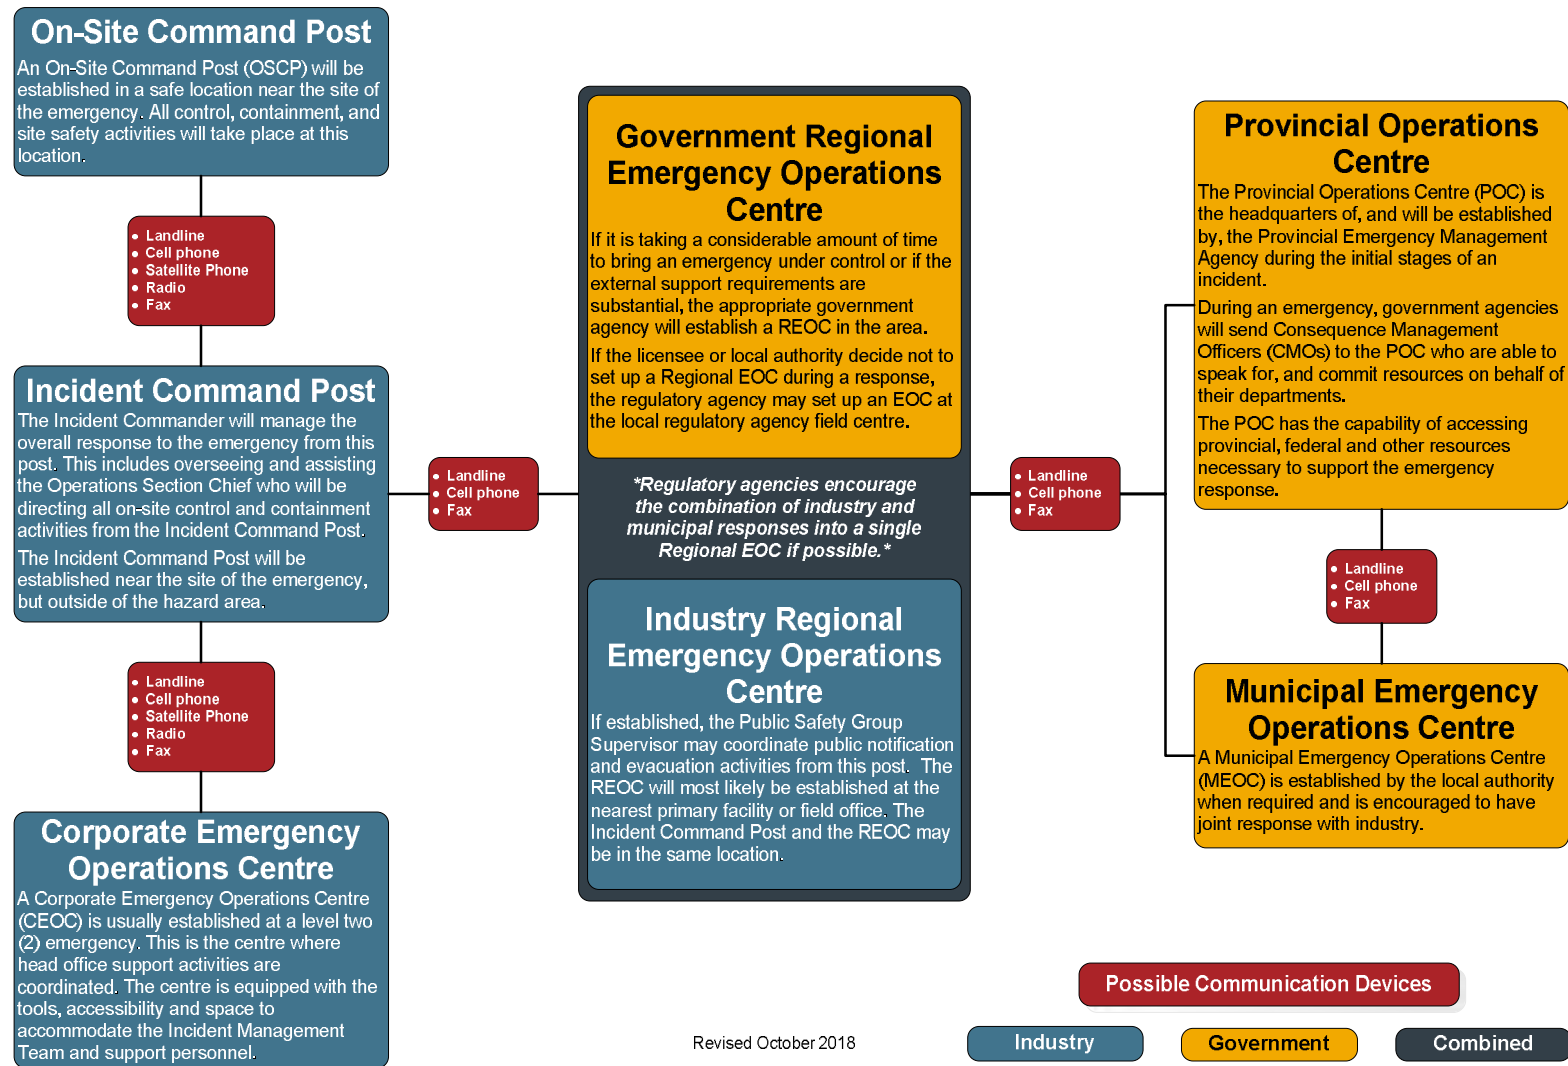 On-Site Command Post
An On-Site Command Post (OSCP) will be
established in a safe location near the site of
the emergency. All control, containment, and
site safety activities will take place at this
location.
• Landline
• Cell phone
• Satellite Phone
• Radio
• Fax
Incident Command Post
The Incident Commander will manage the
overall response to the emergency from this
post. This includes overseeing and assisting
the Operations Section Chief who will be
directing all on-site control and containment
activities from the Incident Command Post.
The Incident Command Post will be
established near the site of the emergency,
but outside of the hazard area.
• Landline
• Cell phone
• Satellite Phone
• Radio
• Fax
Corporate Emergency
Operations Centre
A Corporate Emergency Operations Centre
(CEOC) is usually established at a level two
(2) emergency. This is the centre where
head office support activities are
coordinated. The centre is equipped with the
tools, accessibility and space to
accommodate the Incident Management
Team and support personnel.
• Landline
• Cell phone
• Fax
Government Regional
Emergency Operations
Centre
If it is taking a considerable amount of time
to bring an emergency under control or if the
external support requirements are
substantial, the appropriate government
agency will establish a REOC in the area.
If the licensee or local authority decide not to
set up a Regional EOC during a response,
the regulatory agency may set up an EOC at
the local regulatory agency field centre.
*Regulatory agencies encourage
the combination of industry and
municipal responses into a single
Regional EOC if possible.*
Industry Regional
Emergency Operations
Centre
If established, the Public Safety Group
Supervisor may coordinate public notification
and evacuation activities from this post. The
REOC will most likely be established at the
nearest primary facility or field office. The
Incident Command Post and the REOC may
be in the same location.
• Landline
• Cell phone
• Fax
Provincial Operations
Centre
The Provincial Operations Centre (POC) is
the headquarters of, and will be established
by, the Provincial Emergency Management
Agency during the initial stages of an
incident.
During an emergency, government agencies
will send Consequence Management
Officers (CMOs) to the POC who are able to
speak for, and commit resources on behalf of
their departments.
The POC has the capability of accessing
provincial, federal and other resources
necessary to support the emergency
response.
• Landline
• Cell phone
• Fax
Municipal Emergency
Operations Centre
A Municipal Emergency Operations Centre
(MEOC) is established by the local authority
when required and is encouraged to have
joint response with industry.
Possible Communication Devices
Revised October 2018
Industry
Government
Combined